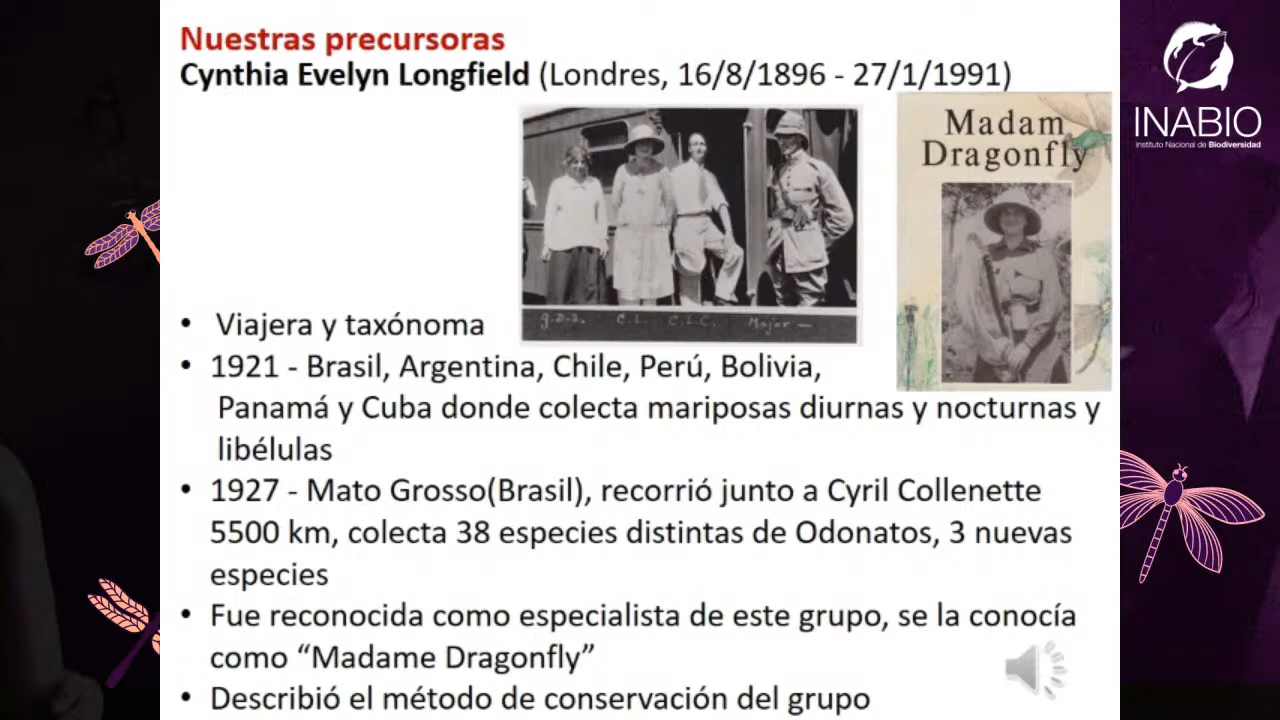 Nuestras precursoras
Cynthia Evelyn Longfield (Londres, 16/8/1896 - 27/1/1991)
INABIO
Instituto Nacional de Biodiversidad
Madam
Dragonfly
g.D.S. C.L. C.L.C. Major —
• Viajera y taxónoma
• 1921 - Brasil, Argentina, Chile, Perú, Bolivia,
Panamá y Cuba donde colecta mariposas diurnas y nocturnas y
libélulas
• 1927 - Mato Grosso(Brasil), recorrió junto a Cyril Collenette
5500 km, colecta 38 especies distintas de Odonatos, 3 nuevas
especies
• Fue reconocida como especialista de este grupo, se la conocía
como “Madame Dragonfly”
• Describió el método de conservación del grupo